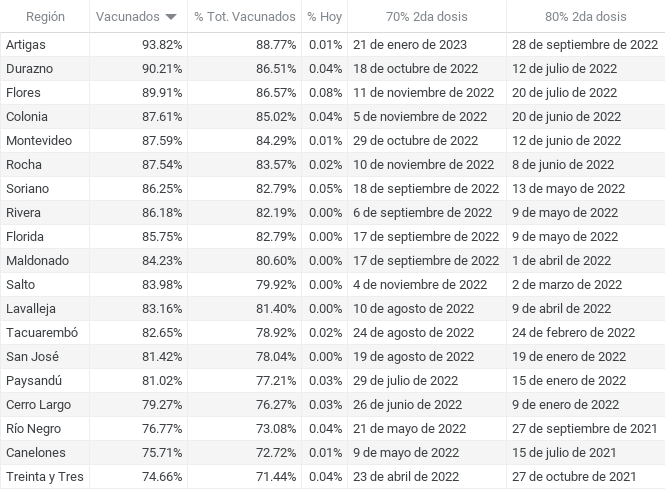 Región Vacunados % Tot. Vacunados % Hoy 70% 2da dosis 80% 2da dosis
Artigas 93.82% 88.77% 0.01% 21 de enero de 2023 28 de septiembre de 2022
Durazno 90.21% 86.51% 0.04% 18 de octubre de 2022 12 de julio de 2022
Flores 89.91% 86.57% 0.08% 11 de noviembre de 2022 20 de julio de 2022
Colonia 87.61% 85.02% 0.04% 5 de noviembre de 2022 20 de junio de 2022
Montevideo 87.59% 84.29% 0.01% 29 de octubre de 2022 12 de junio de 2022
Rocha 87.54% 83.57% 0.02% 10 de noviembre de 2022 8 de junio de 2022
Soriano 86.25% 82.79% 0.05% 18 de septiembre de 2022 13 de mayo de 2022
Rivera 86.18% 82.19% 0.00% 6 de septiembre de 2022 9 de mayo de 2022
Florida 85.75% 82.79% 0.00% 17 de septiembre de 2022 9 de mayo de 2022
Maldonado 84.23% 80.60% 0.00% 17 de septiembre de 2022 1 de abril de 2022
Salto 83.98% 79.92% 0.00% 4 de noviembre de 2022 2 de marzo de 2022
Lavalleja 83.16% 81.40% 0.00% 10 de agosto de 2022 9 de abril de 2022
Tacuarembó 82.65% 78.92% 0.02% 24 de agosto de 2022 24 de febrero de 2022
San José 81.42% 78.04% 0.00% 19 de agosto de 2022 19 de enero de 2022
Paysandú 81.02% 77.21% 0.03% 29 de julio de 2022 15 de enero de 2022
Cerro Largo 79.27% 76.27% 0.03% 26 de junio de 2022 9 de enero de 2022
Río Negro 76.77% 73.08% 0.04% 21 de mayo de 2022 27 de septiembre de 2021
Canelones 75.71% 72.72% 0.01% 9 de mayo de 2022 15 de julio de 2021
Treinta y Tres 74.66% 71.44% 0.04% 23 de abril de 2022 27 de octubre de 2021